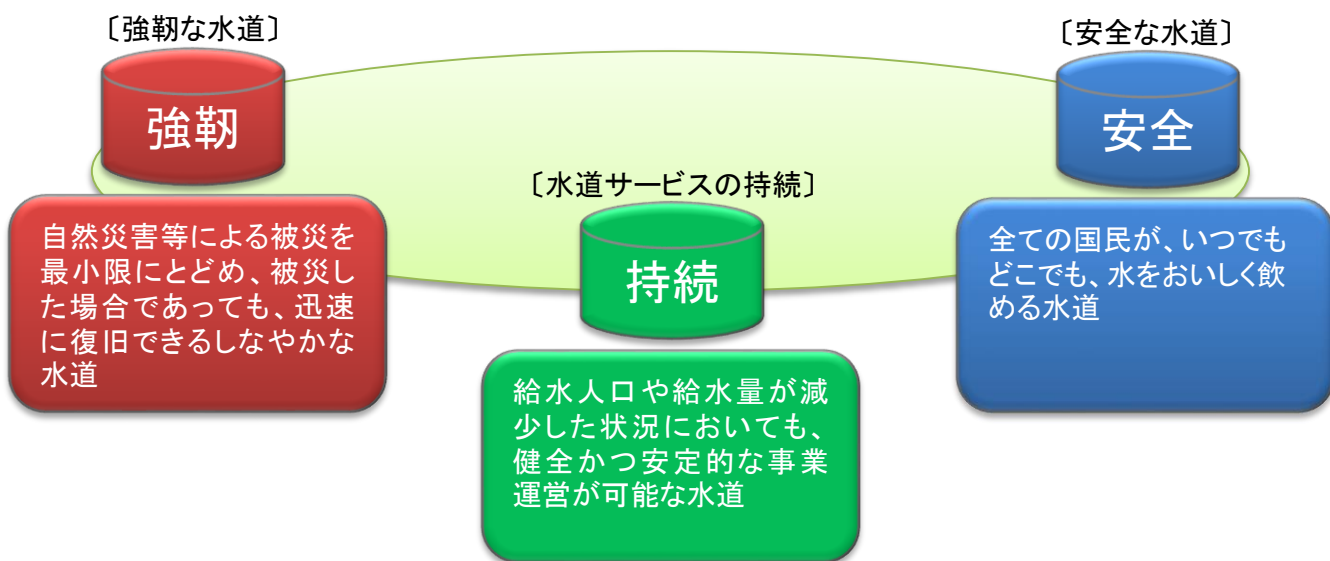 〔強靭な水道〕
強靭
自然災害等による被災を
最小限にとどめ、被災し
た場合であっても、迅速
に復旧できるしなやかな
水道
〔水道サービスの持続〕
持続
給水人口や給水量が減
少した状況においても、
健全かつ安定的な事業
運営が可能な水道
〔安全な水道〕
安全
全ての国民が、いつでも
どこでも、水をおいしく飲
める水道